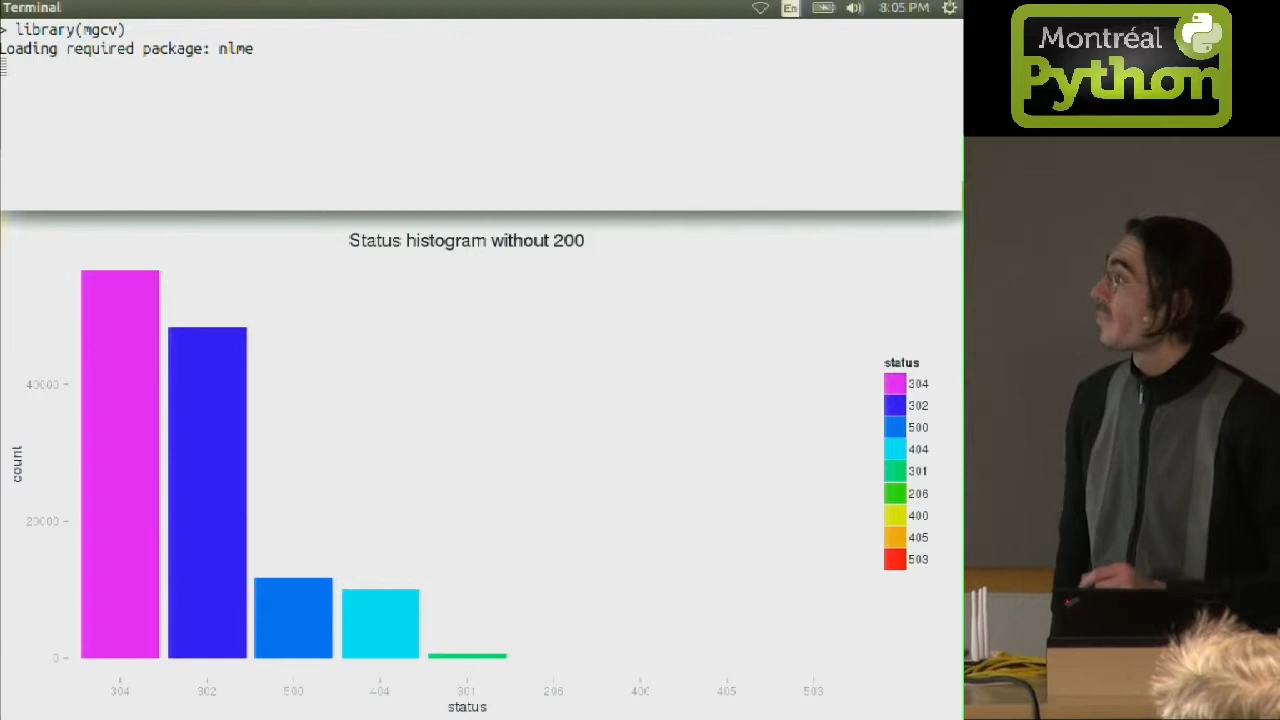 Terminal
En
8:05 PM
> library(mgcv)
Loading required package: nlme
Montréal
Python
Status histogram without 200
count
40000
20000
0
304
302
500
404
301
206
400
405
503
status
status
304
302
500
404
301
206
400
405
503